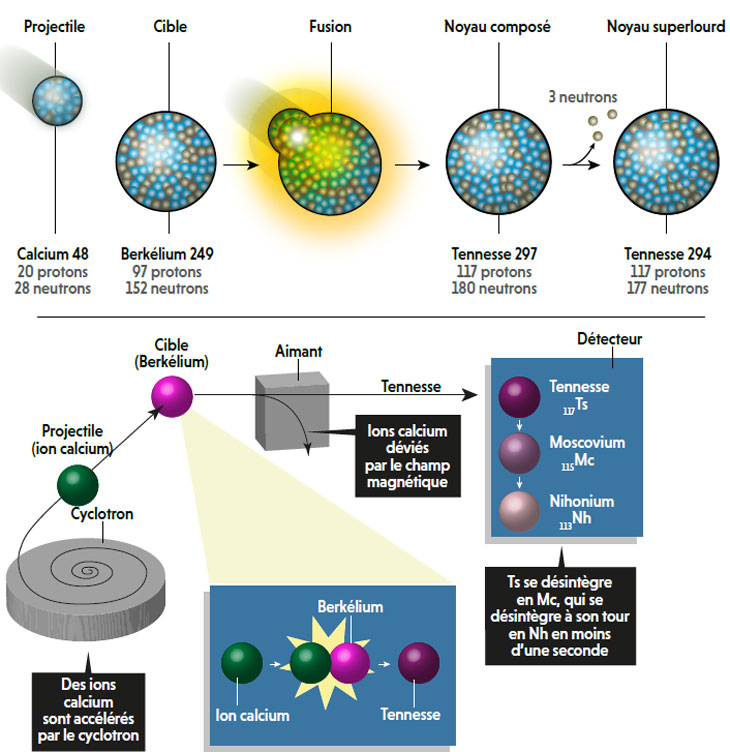 Projectile
Cible
Fusion
Noyau composé
Noyau superlourd
3 neutrons
Calcium 48
20 protons
28 neutrons
Berkélium 249
97 protons
152 neutrons
Tennesse 297
117 protons
180 neutrons
Tennesse 294
117 protons
177 neutrons
Cible
(Berkélium)
Aimant
Détecteur
Tennesse
Projectile
(ion calcium)
Cyclotron
Ions calcium
déviés
par le champ
magnétique
Tennesse
117Ts
Moscovium
115Mc
Nihonium
113Nh
Ts se désintègre
en Mc, qui se
désintègre à son tour
en Nh en moins
d'une seconde
Berkélium
Ion calcium
Tennesse
Des ions
calcium
sont accélérés
par le cyclotron